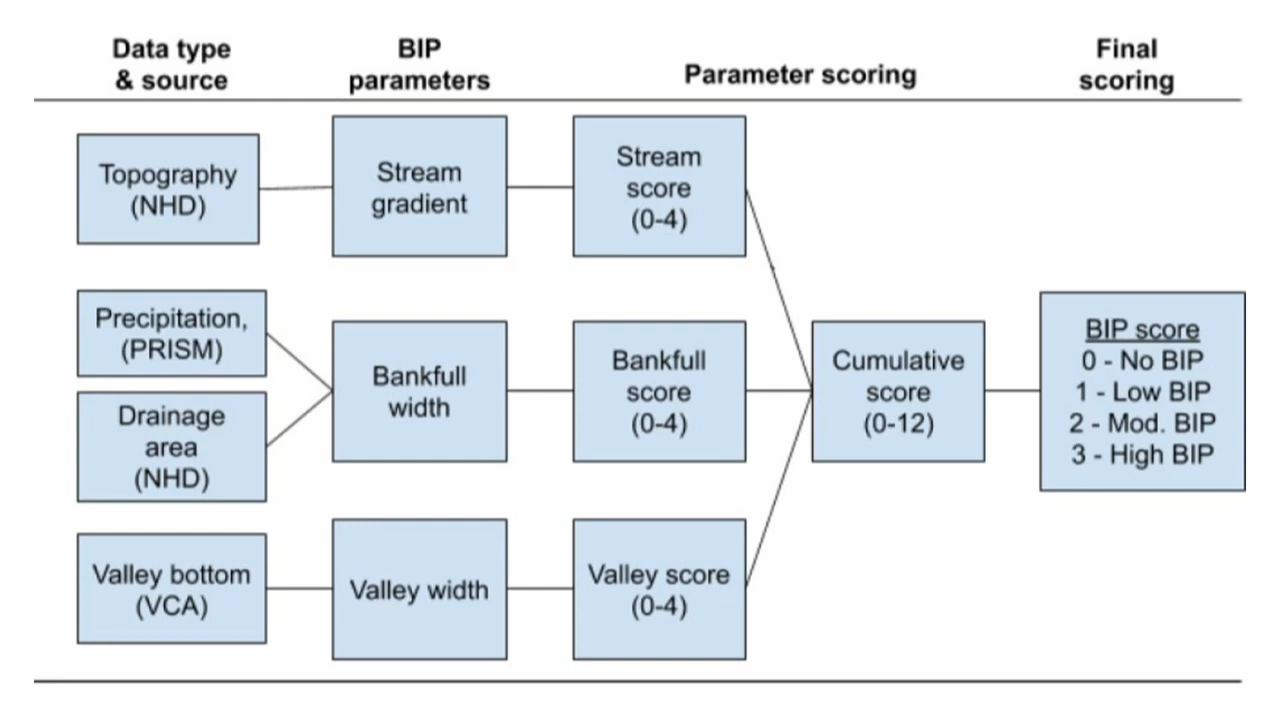 Data type
& source
BIP
parameters
Parameter scoring
Final
scoring
Topography
(NHD)
Stream
gradient
Stream
score
(0-4)
Precipitation,
(PRISM)
Drainage
area
(NHD)
Bankfull
width
Bankfull
score
(0-4)
Cumulative
score
(0-12)
BIP score
0 - No BIP
1 - Low BIP
2 - Mod. BIP
3 - High BIP
Valley bottom
(VCA)
Valley width
Valley score
(0-4)